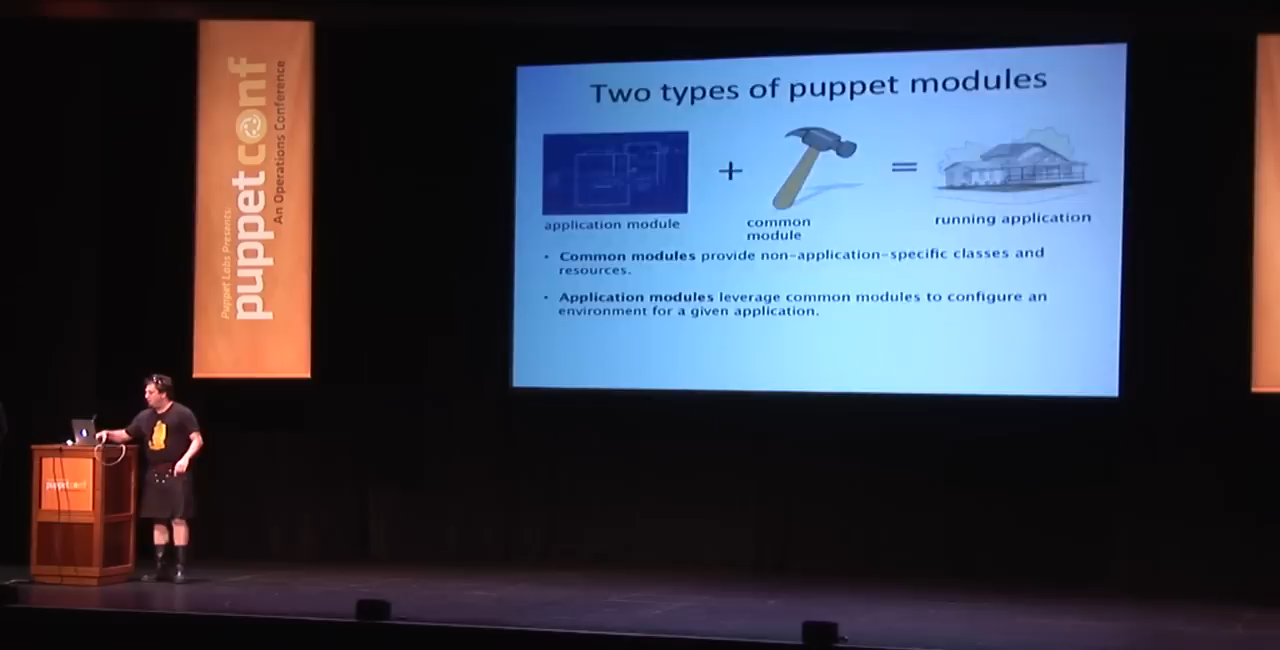 Puppet Labs Presents:
puppetconf
An Operations Conference
Two types of puppet modules
+
=
application module
common
module
running application
• Common modules provide non-application-specific classes and
resources.
• Application modules leverage common modules to configure an
environment for a given application.
puppetconf